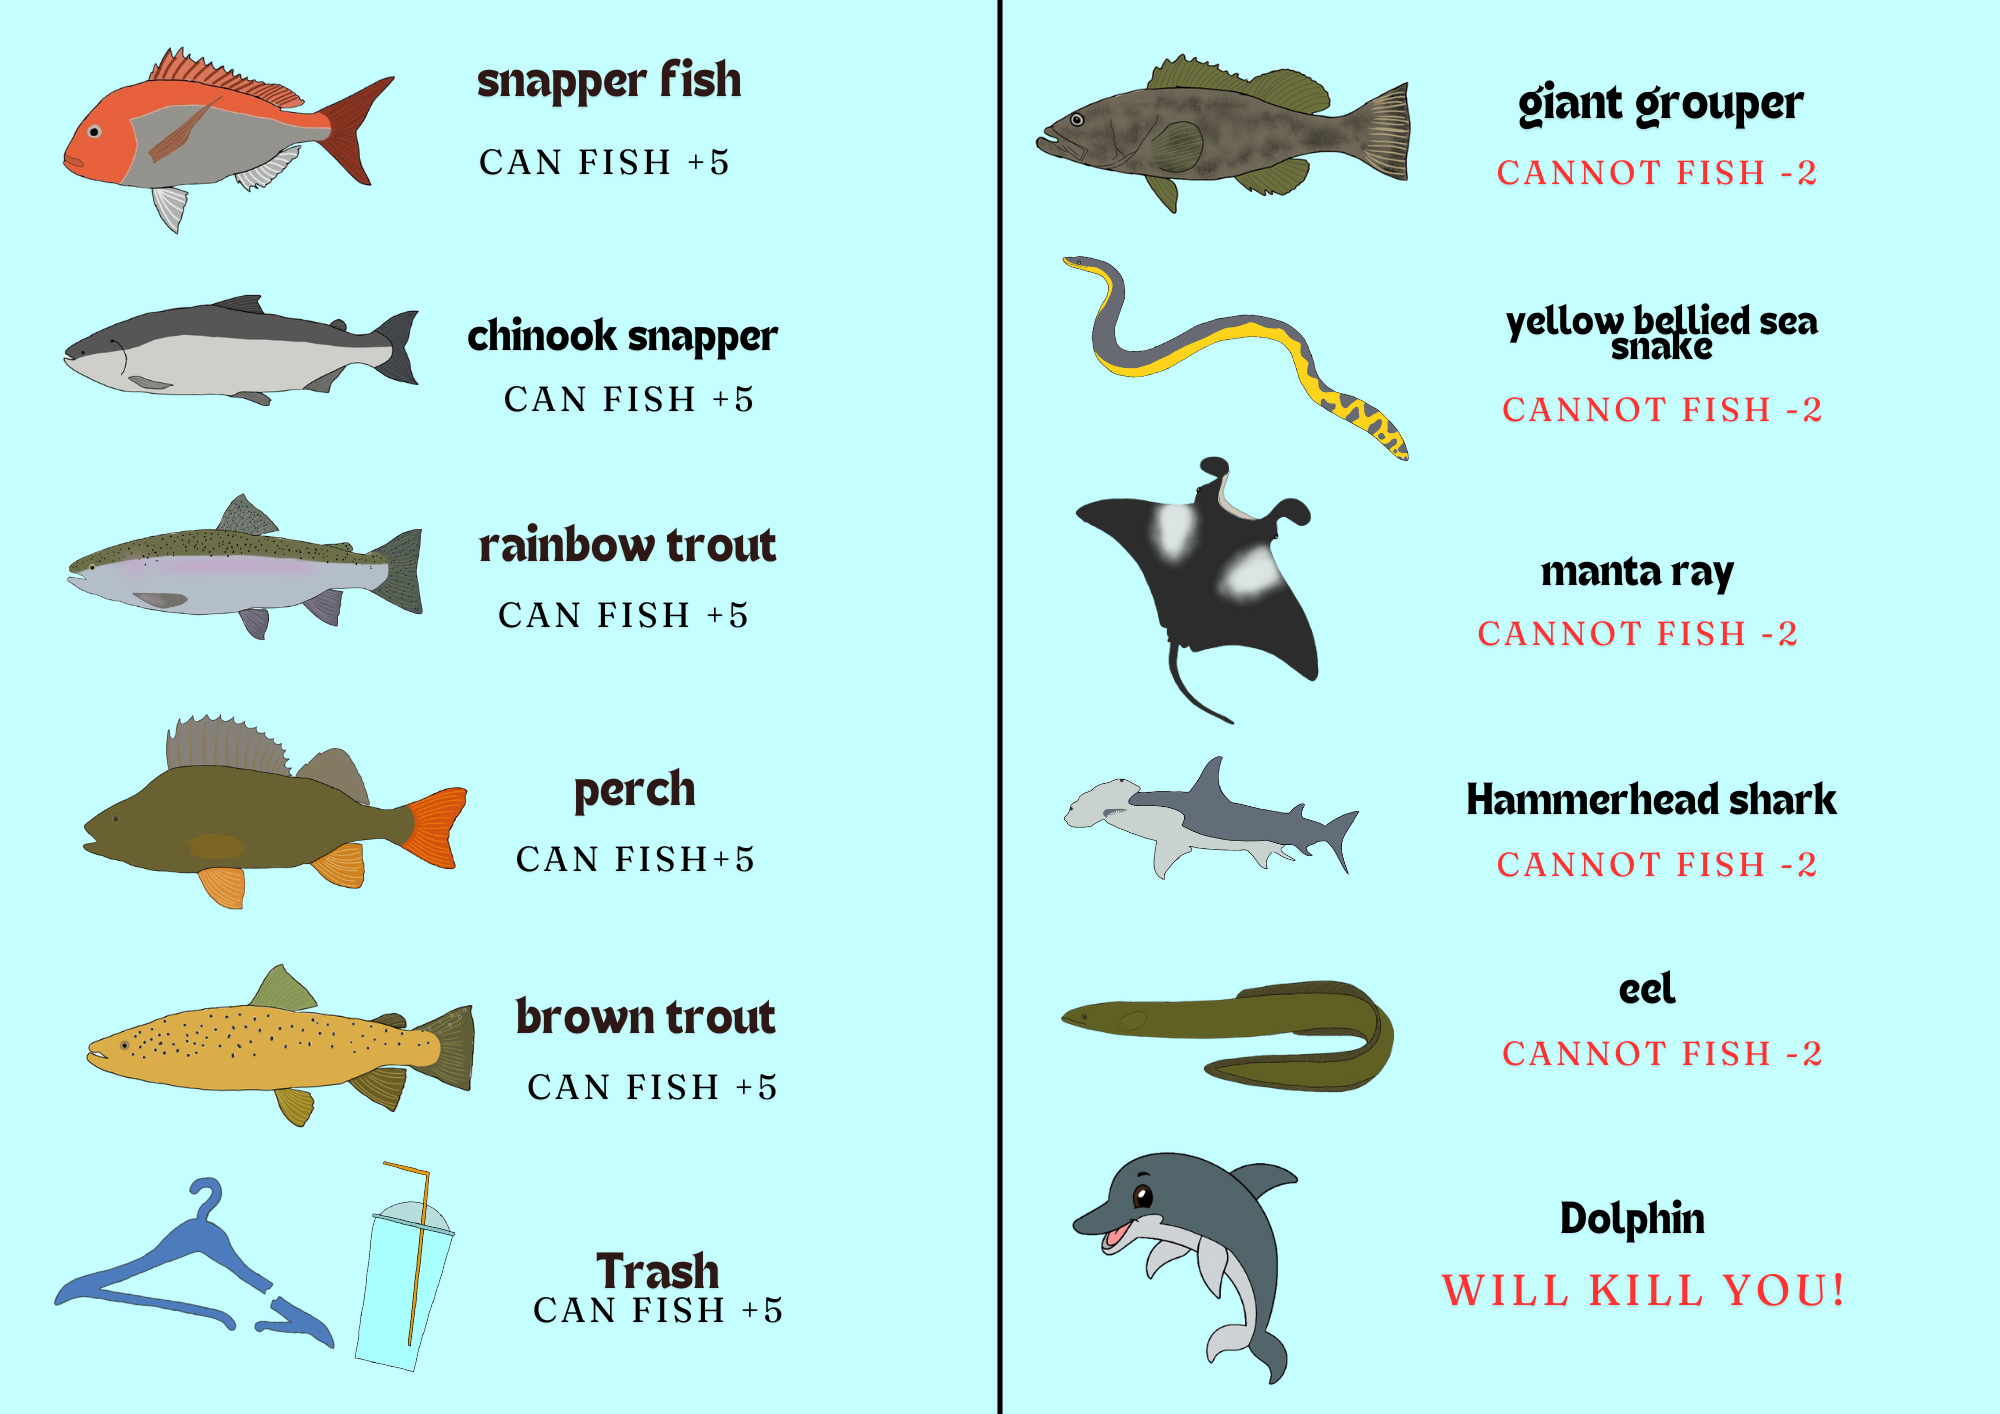 snapper fish
CAN FISH +5
chinook snapper
CAN FISH +5
rainbow trout
CAN FISH +5
perch
CAN FISH+5
brown trout
CAN FISH +5
Trash
CAN FISH +5
giant grouper
CANNOT FISH -2
yellow bellied sea
snake
CANNOT FISH -2
manta ray
CANNOT FISH -2
Hammerhead shark
CANNOT FISH -2
eel
CANNOT FISH -2
Dolphin
WILL KILL YOU!